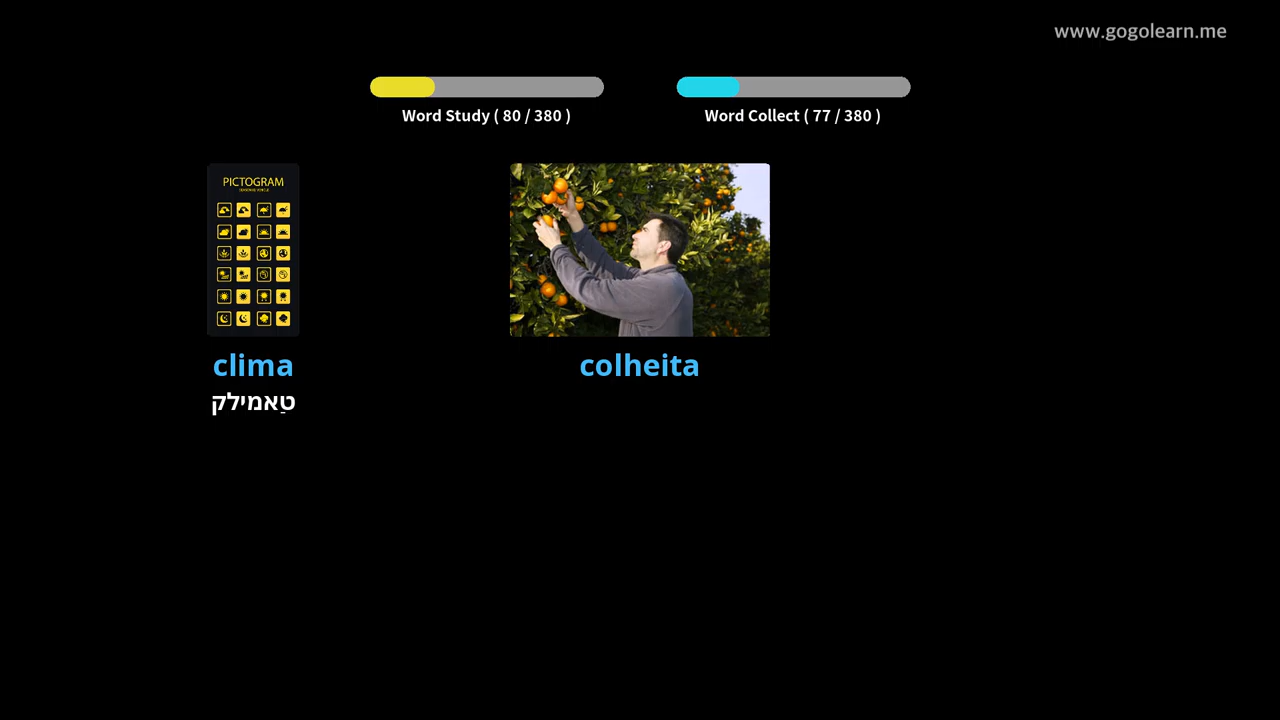 www.gogolearn.me
Word Study ( 80 / 380 )
Word Collect ( 77 / 380 )
PICTOGRAM
clima
טַאמילק
colheita